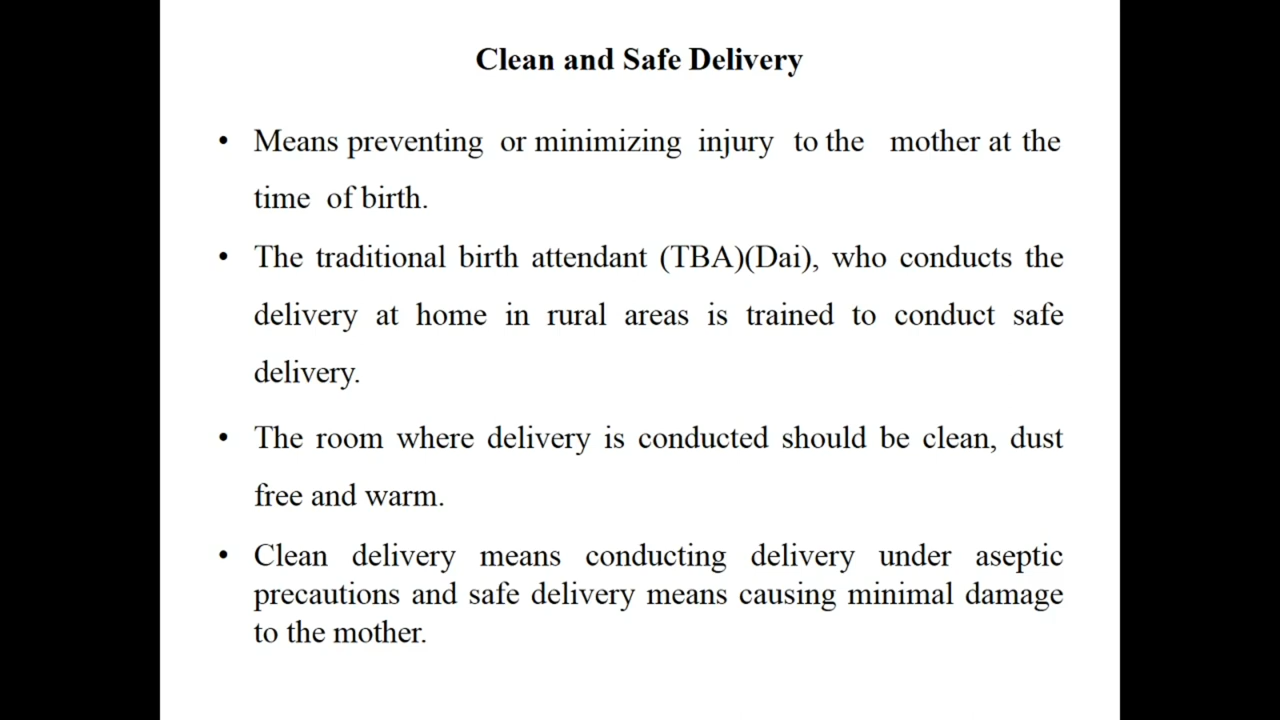 Clean and Safe Delivery
• Means preventing or minimizing injury to the mother at the
time of birth.
• The traditional birth attendant (TBA)(Dai), who conducts the
delivery at home in rural areas is trained to conduct safe
delivery.
• The room where delivery is conducted should be clean, dust
free and warm.
• Clean delivery means conducting delivery under aseptic
precautions and safe delivery means causing minimal damage
to the mother.